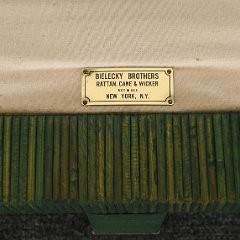 BIELECKY BROTHERS
RATTAN, CANE & WICKER
NEW YORK, N.Y.